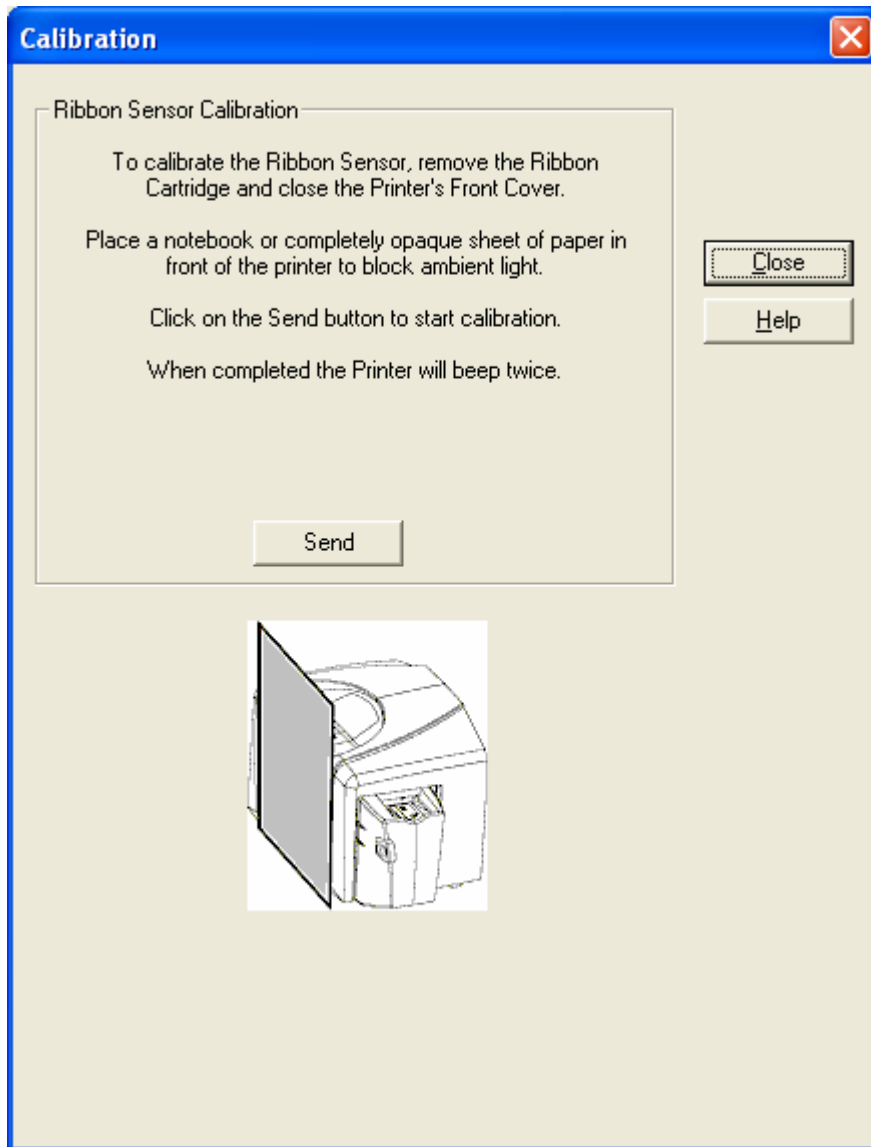 Calibration
Ribbon Sensor Calibration
To calibrate the Ribbon Sensor, remove the Ribbon
Cartridge and close the Printer's Front Cover.
Place a notebook or completely opaque sheet of paper in
front of the printer to block ambient light.
Click on the Send button to start calibration.
When completed the Printer will beep twice.
Send
Close
Help